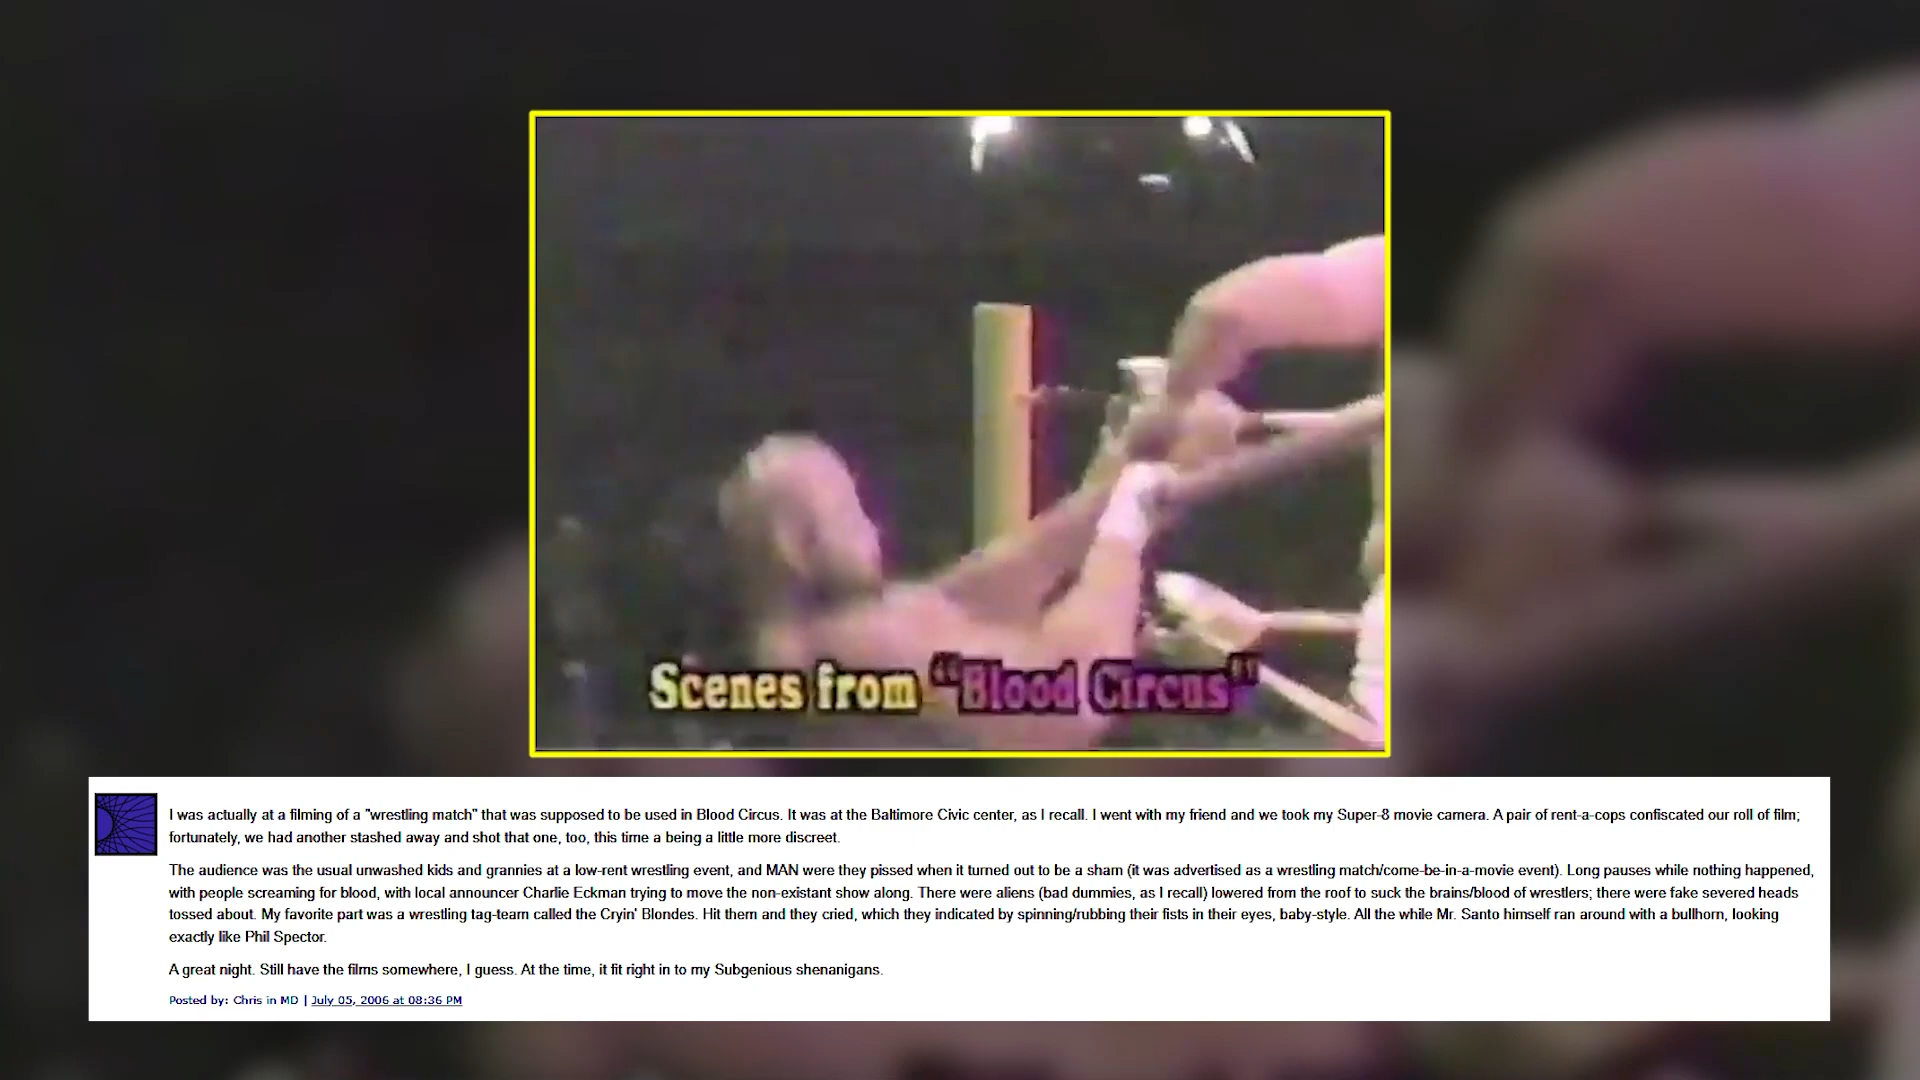 Scenes from "Blood Circus"
I was actually at a filming of a "wrestling match" that was supposed to be used in Blood Circus. It was at the Baltimore Civic center, as I recall. I went with my friend and we took my Super-8 movie camera. A pair of rent-a-cops confiscated our roll of film;
fortunately, we had another stashed away and shot that one, too, this time a being a little more discreet.
The audience was the usual unwashed kids and grannies at a low-rent wrestling event, and MAN were they pissed when it turned out to be a sham (it was advertised as a wrestling match/come-be-in-a-movie event). Long pauses while nothing happened,
with people screaming for blood, with local announcer Charlie Eckman trying to move the non-existant show along. There were aliens (bad dummies, as I recall) lowered from the roof to suck the brains/blood of wrestlers; there were fake severed heads
tossed about. My favorite part was a wrestling tag-team called the Cryin' Blondes. Hit them and they cried, which they indicated by spinning/rubbing their fists in their eyes, baby-style. All the while Mr. Santo himself ran around with a bullhorn, looking
exactly like Phil Spector.
A great night. Still have the films somewhere, I guess. At the time, it fit right in to my Subgenious shenanigans.
Posted by: Chris in MD | July 05, 2006 at 08:36 PM